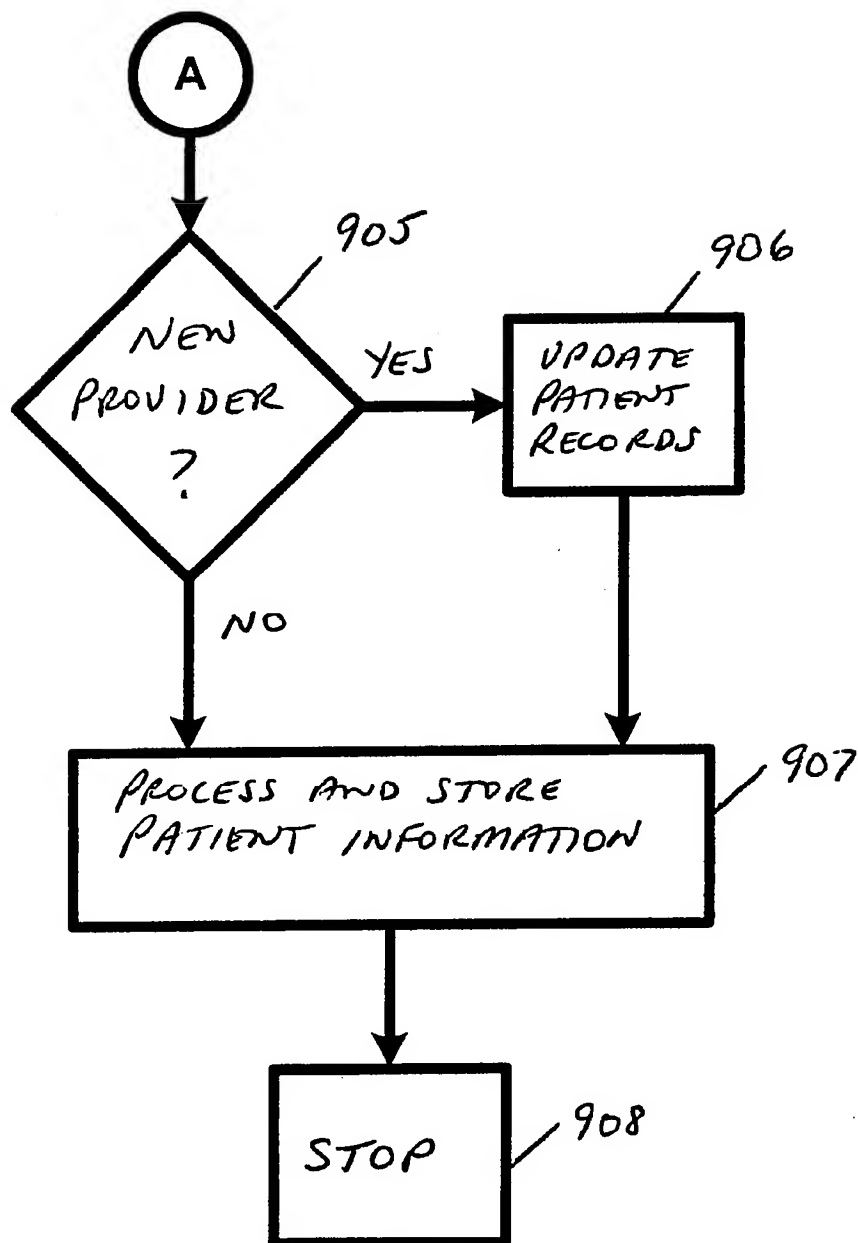 A
905
906
NEW
PROVIDER
?
YES
UPDATE
PATIENT
RECORDS
NO
907
PROCESS AND STORE
PATIENT INFORMATION
908
STOP